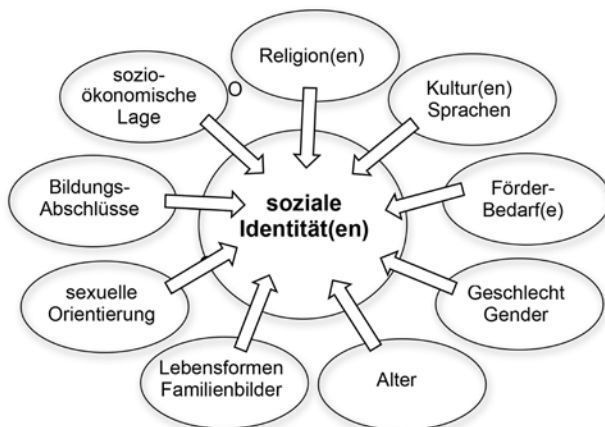 Religion(en)
sozio-
ökonomische
Lage
O
Kultur(en)
Sprachen
Bildungs-
Abschlüsse
soziale
Identität(en)
Förder-
Bedarf(e)
sexuelle
Orientierung
Geschlecht
Gender
Lebensformen
Familienbilder
Alter